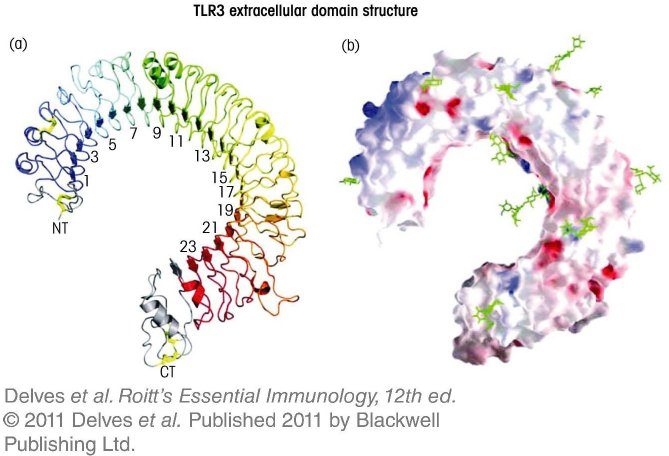 TLR3 extracellular domain structure
(a)
(b)
1
3
5
7
9
11
13
15
17
19
21
23
NT
CT
Delves et al. Roitt's Essential Immunology, 12th ed.
© 2011 Delves et al. Published 2011 by Blackwell
Publishing Ltd.